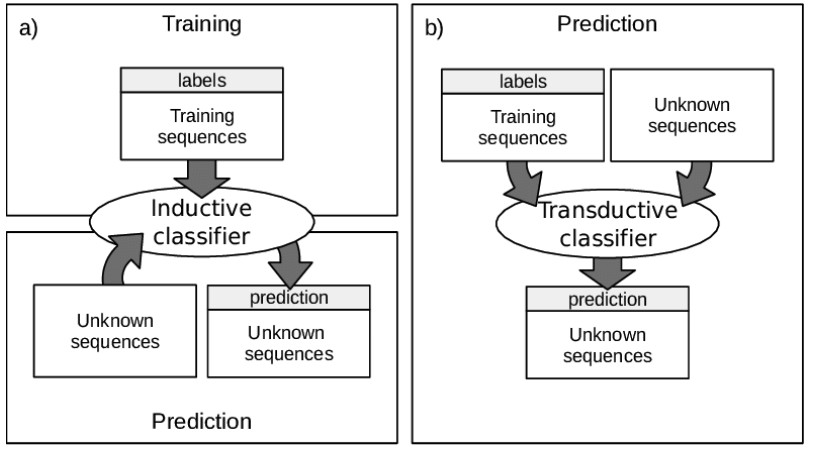 a)
Training
labels
Training
sequences
Inductive
classifier
Unknown
sequences
prediction
Unknown
sequences
Prediction
b)
Prediction
labels
Training
sequences
Unknown
sequences
Transductive
classifier
prediction
Unknown
sequences